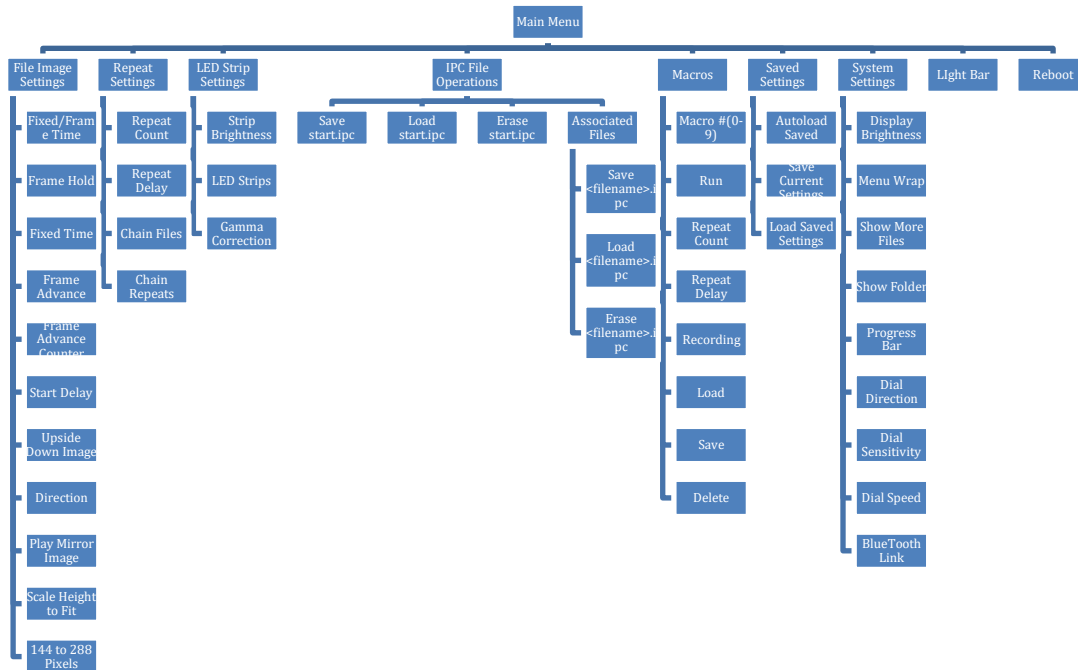 Main Menu
File Image
Settings
Repeat
Settings
LED Strip
Settings
IPC File
Operations
Macros
Saved
Settings
System
Settings
LIght Bar
Reboot
Fixed/Fram
e Time
Frame Hold
Fixed Time
Frame
Advance
Frame
Advance
Counter
Start Delay
Upside
Down Image
Direction
Play Mirror
Image
Scale Height
to Fit
144 to 288
Pixels
Repeat
Count
Repeat
Delay
Chain Files
Chain
Repeats
Strip
Brightness
LED Strips
Gamma
Correction
Save
start.ipc
Load
start.ipc
Erase
start.ipc
Associated
Files
Save
<filename>.i
pc
Load
<filename>.i
pc
Erase
<filename>.i
pc
Macro #(0-
9)
Run
Repeat
Count
Repeat
Delay
Recording
Load
Save
Delete
Autoload
Saved
Save
Current
Settings
Load Saved
Settings
Display
Brightness
Menu Wrap
Show More
Files
Show Folder
Progress
Bar
Dial
Direction
Dial
Sensitivity
Dial Speed
BlueTooth
Link